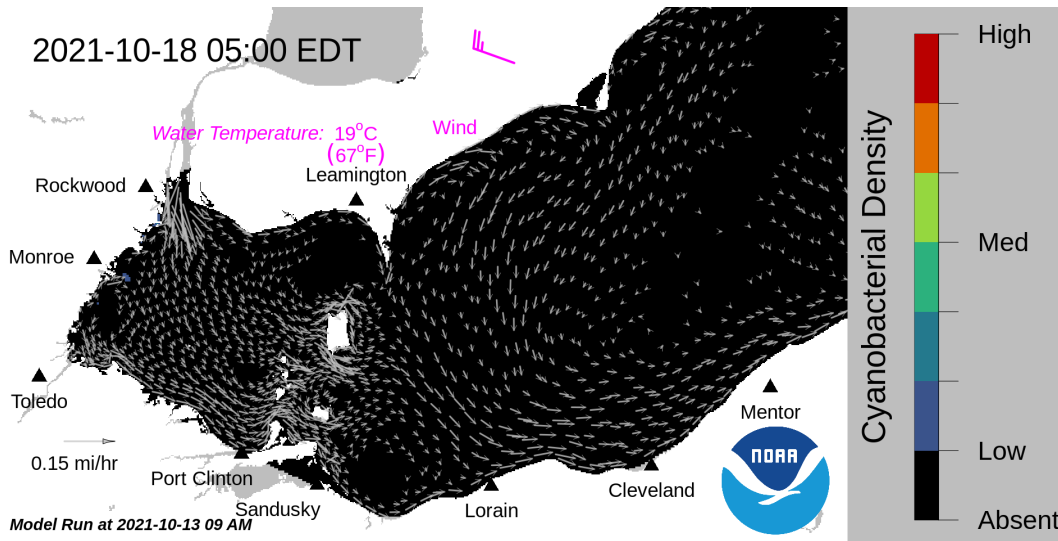 2021-10-18 05:00 EDT
Water Temperature: 19°C
(67°F)
Wind
Leamington
Rockwood
Monroe
Toledo
0.15 mi/hr
Port Clinton
Sandusky
Lorain
Cleveland
Mentor
NOAA
Model Run at 2021-10-13 09 AM
Cyanobacterial Density
High
Med
Low
Absent